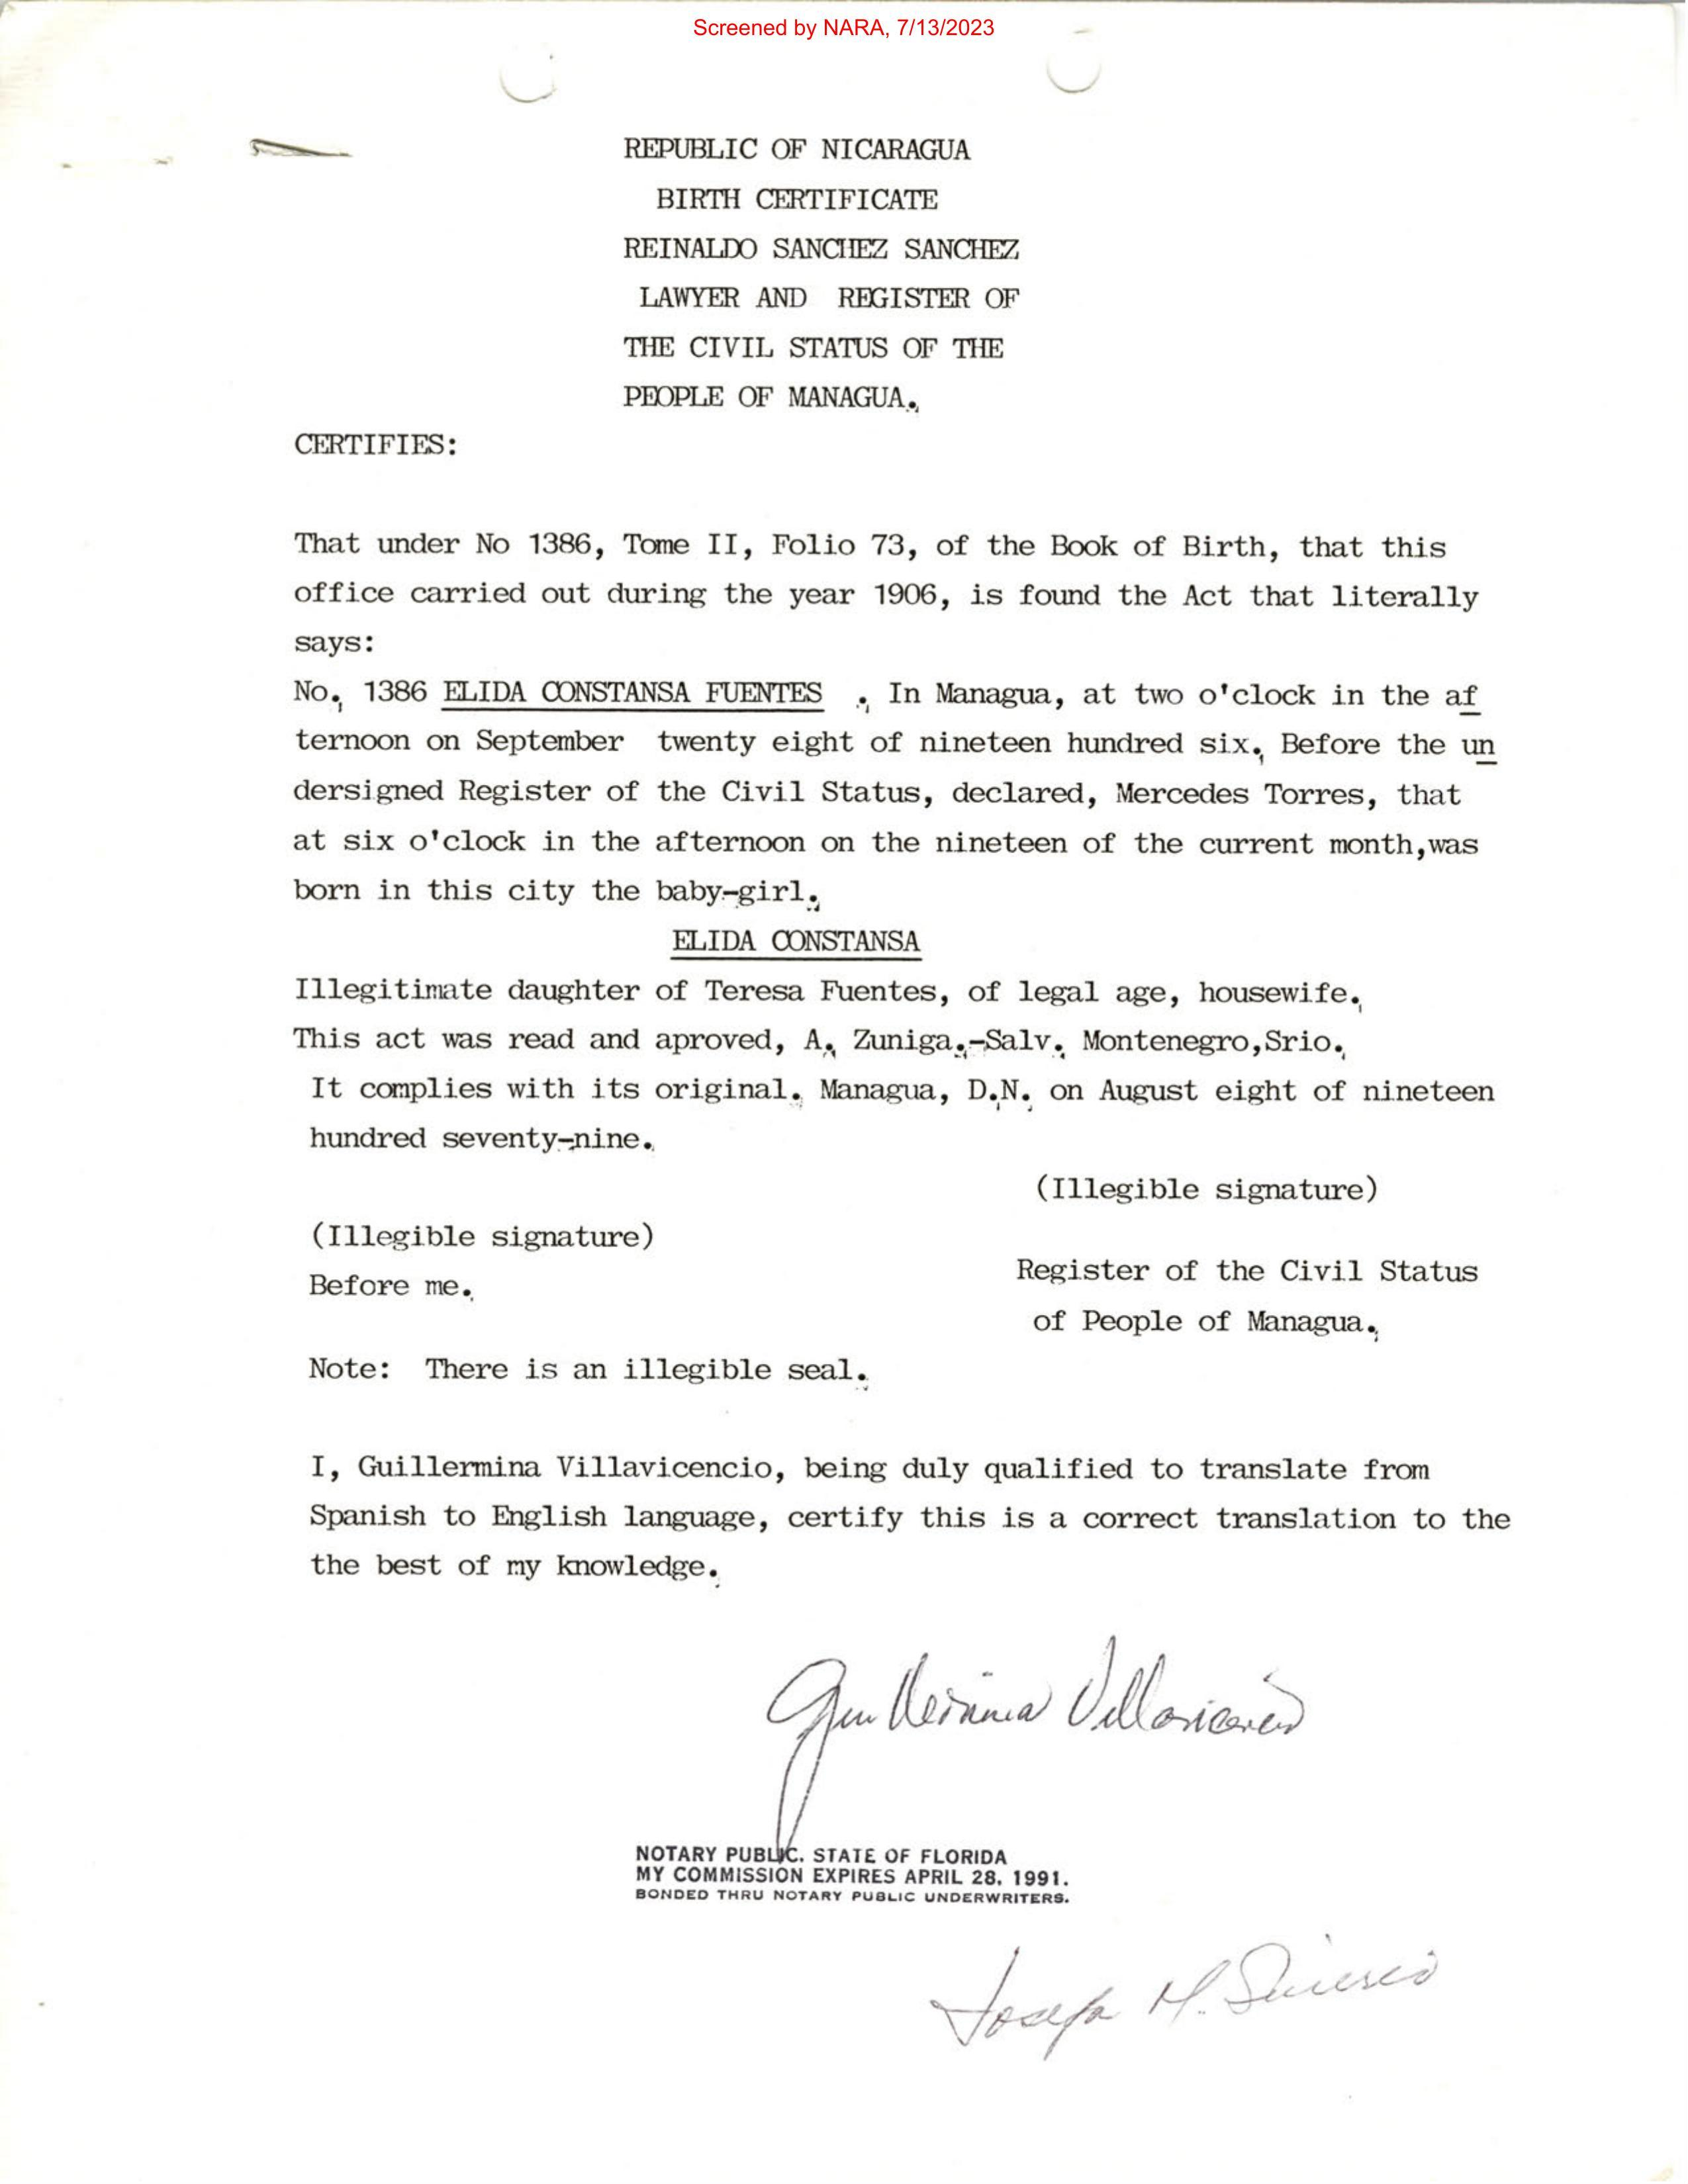 Screened by NARA, 7/13/2023
REPUBLIC OF NICARAGUA
BIRTH CERTIFICATE
REINALDO SANCHEZ SANCHEZ
LAWYER AND REGISTER OF
THE CIVIL STATUS OF THE
PEOPLE OF MANAGUA.
CERTIFIES:
That under No 1386, Tome II, Folio 73, of the Book of Birth, that this
office carried out during the year 1906, is found the Act that literally
says:
No. 1386 ELIDA CONSTANSA FUENTES . In Managua, at two o'clock in the af
ternoon on September twenty eight of nineteen hundred six. Before the un
dersigned Register of the Civil Status, declared, Mercedes Torres, that
at six o'clock in the afternoon on the nineteen of the current month,was
born in this city the baby-girl.
ELIDA CONSTANSA
Illegitimate daughter of Teresa Fuentes, of legal age, housewife.
This act was read and aproved, A. Zuniga.-Salv. Montenegro,Srio.
It complies with its original. Managua, D.N. on August eight of nineteen
hundred seventy-nine.
(Illegible signature)
(Illegible signature)
Before me.
Register of the Civil Status
of People of Managua.
Note: There is an illegible seal.
I, Guillermina Villavicencio, being duly qualified to translate from
Spanish to English language, certify this is a correct translation to the
the best of my knowledge.
Guillermina Villavicencio
NOTARY PUBLIC. STATE OF FLORIDA
MY COMMISSION EXPIRES APRIL 28. 1991.
BONDED THRU NOTARY PUBLIC UNDERWRITERS.
Josefa M.